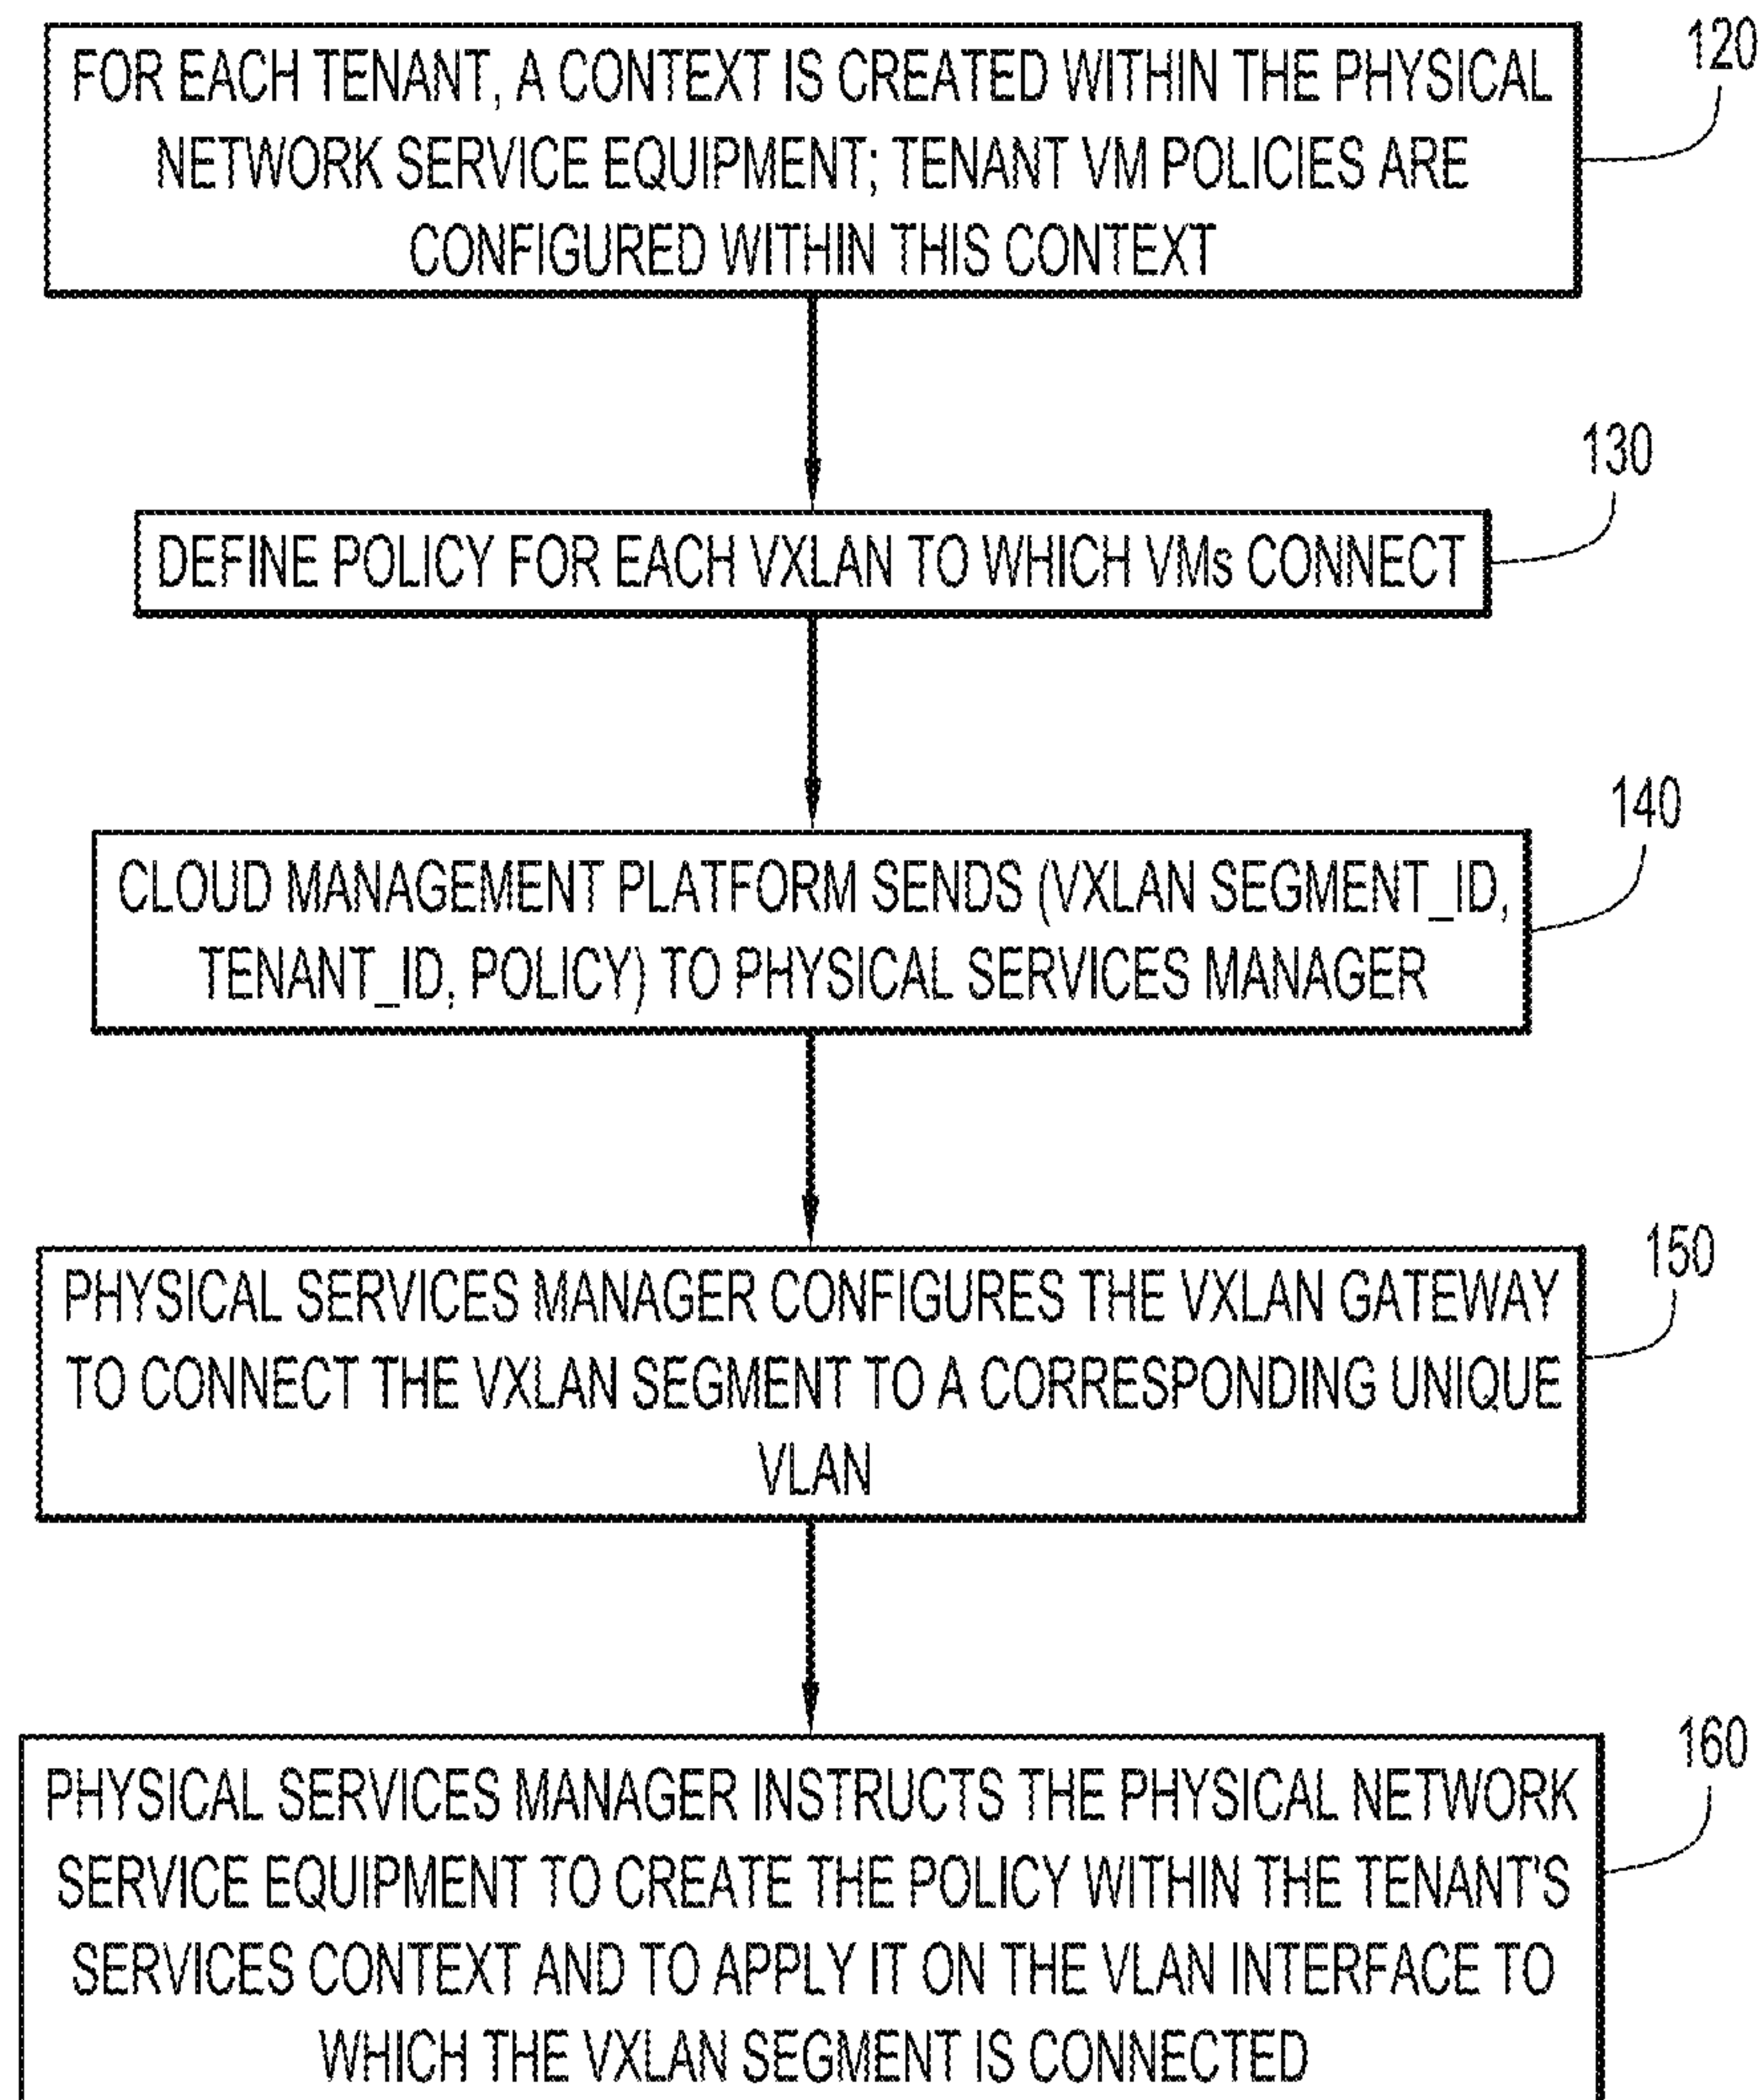 120
FOR EACH TENANT, A CONTEXT IS CREATED WITHIN THE PHYSICAL
NETWORK SERVICE EQUIPMENT; TENANT VM POLICIES ARE
CONFIGURED WITHIN THIS CONTEXT
130
DEFINE POLICY FOR EACH VXLAN TO WHICH VMs CONNECT
140
CLOUD MANAGEMENT PLATFORM SENDS (VXLAN SEGMENT_ID,
TENANT_ID, POLICY) TO PHYSICAL SERVICES MANAGER
150
PHYSICAL SERVICES MANAGER CONFIGURES THE VXLAN GATEWAY
TO CONNECT THE VXLAN SEGMENT TO A CORRESPONDING UNIQUE
VLAN
160
PHYSICAL SERVICES MANAGER INSTRUCTS THE PHYSICAL NETWORK
SERVICE EQUIPMENT TO CREATE THE POLICY WITHIN THE TENANT'S
SERVICES CONTEXT AND TO APPLY IT ON THE VLAN INTERFACE TO
WHICH THE VXLAN SEGMENT IS CONNECTED